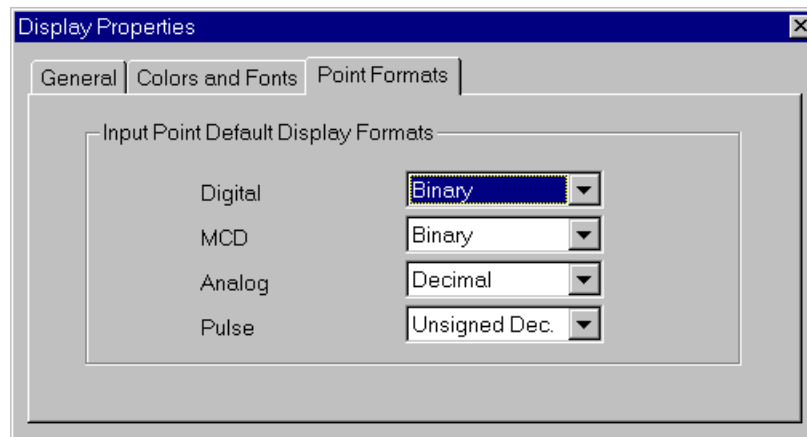 Display Properties
General Colors and Fonts Point Formats
Input Point Default Display Formats
Digital Binary
MCD Binary
Analog Decimal
Pulse Unsigned Dec.